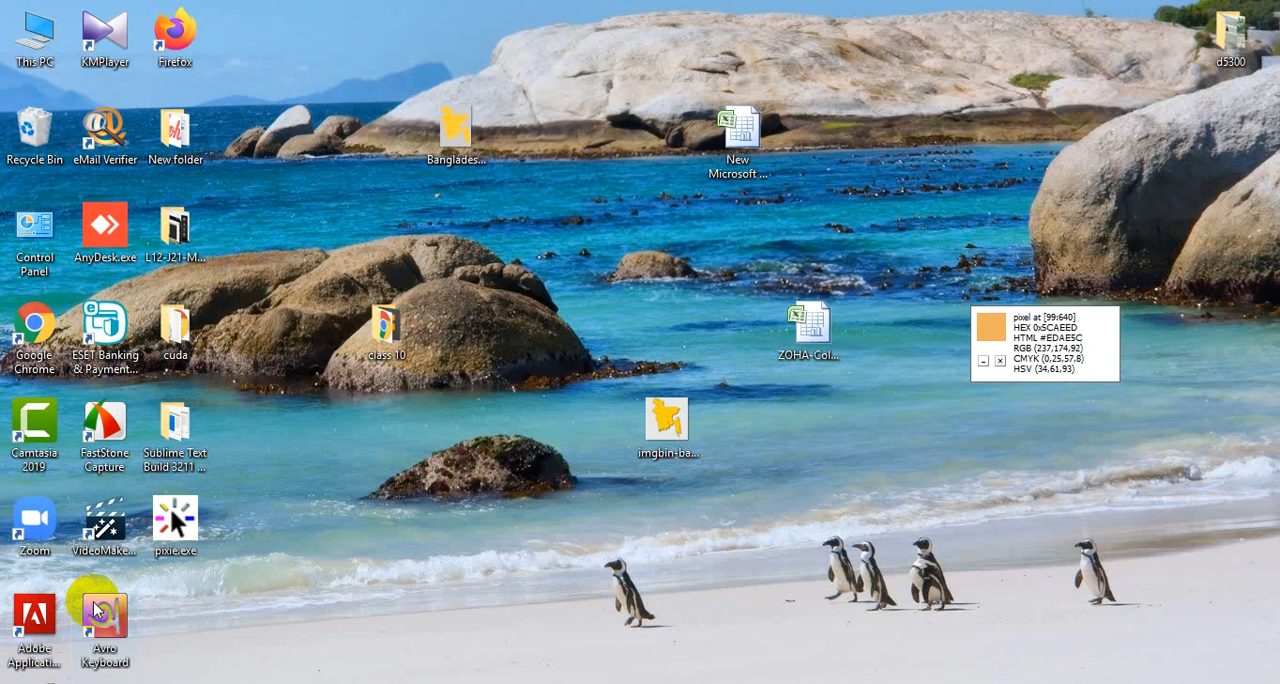 This PC
KMPlayer
Firefox
d5300
Recycle Bin
eMail Verifier
New folder
Banglades...
New
Microsoft ...
Control
Panel
AnyDesk.exe
L12-J21-M...
Google
Chrome
ESET Banking
& Payment...
cuda
class 10
ZOHA-Col...
pixel at [99:640]
HEX 0x5CAEED
HTML #EDAE5C
RGB (237,174,92)
CMYK (0,25,57,8)
HSV (34,61,93)
Camtasia
2019
FastStone
Capture
Sublime Text
Build 3211 ...
imgbin-ba...
Zoom
VideoMake...
pixie.exe
Adobe
Applicati...
Avro
Keyboard